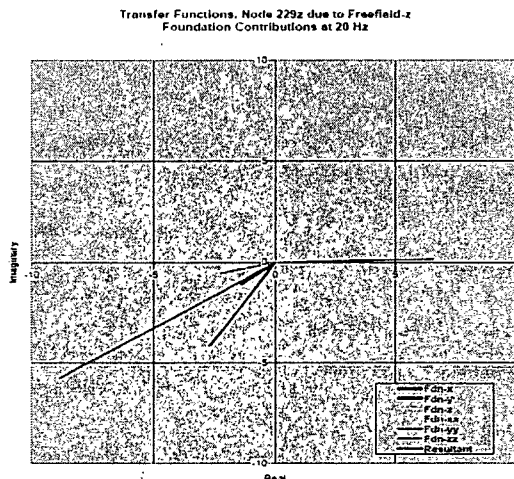 Transfer Functions, Node 229z due to Freefield-z
Foundation Contributions at 20 Hz
10
5
0
-10
-5
5
-5
-10
Imaginary
Real
Fdn-x
Fdn-y
Fdn-z
Fdn-xx
Fdn-yy
Fdn-zz
Resultant